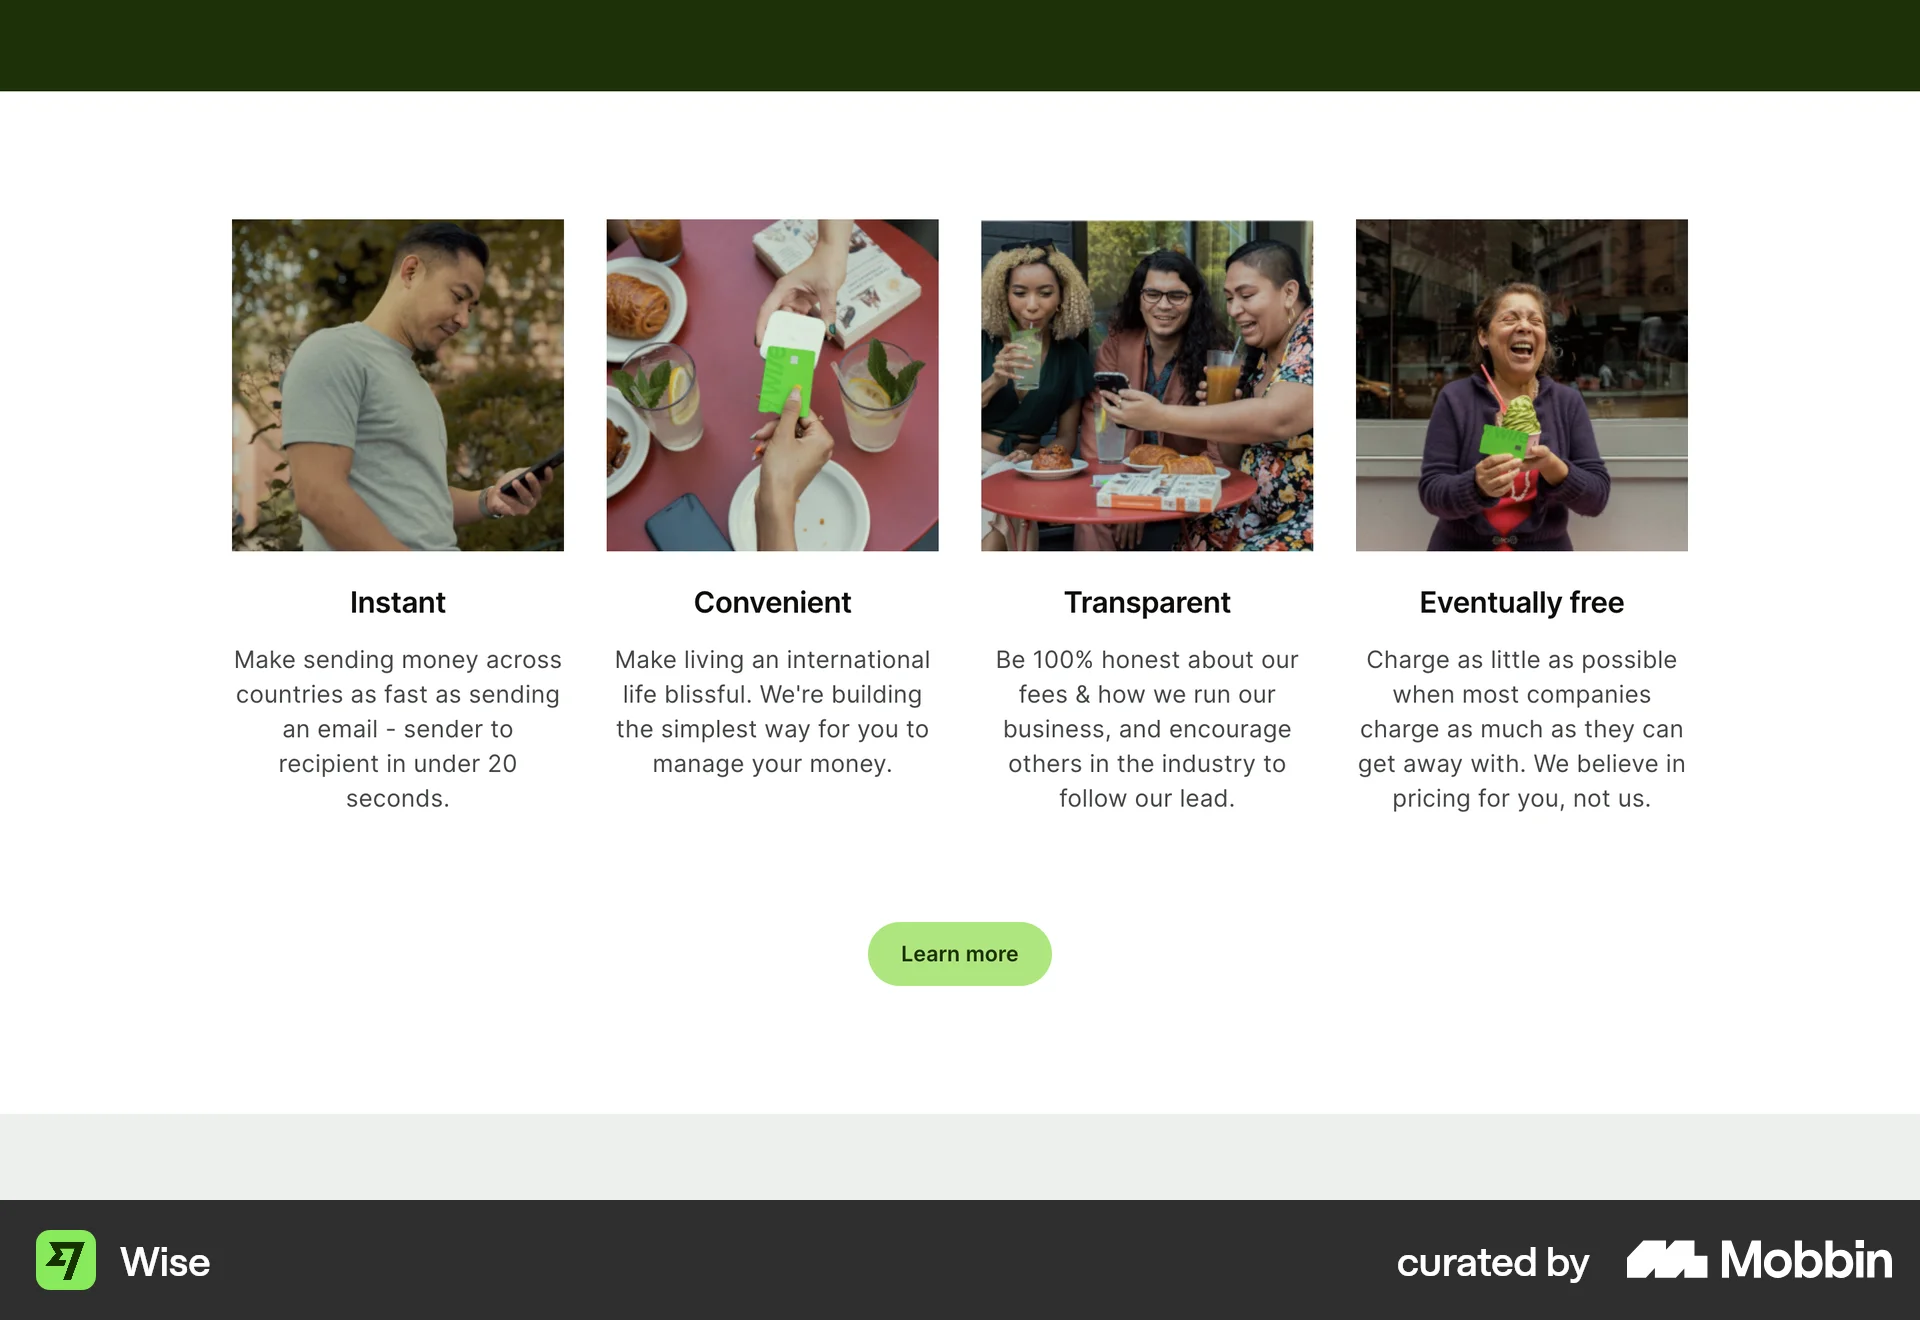 Instant
Make sending money across
countries as fast as sending
an email - sender to
recipient in under 20
seconds.
Convenient
Make living an international
life blissful. We're building
the simplest way for you to
manage your money.
Transparent
Be 100% honest about our
fees & how we run our
business, and encourage
others in the industry to
follow our lead.
Eventually free
Charge as little as possible
when most companies
charge as much as they can
get away with. We believe in
pricing for you, not us.
Learn more
Wise
curated by Mobbin